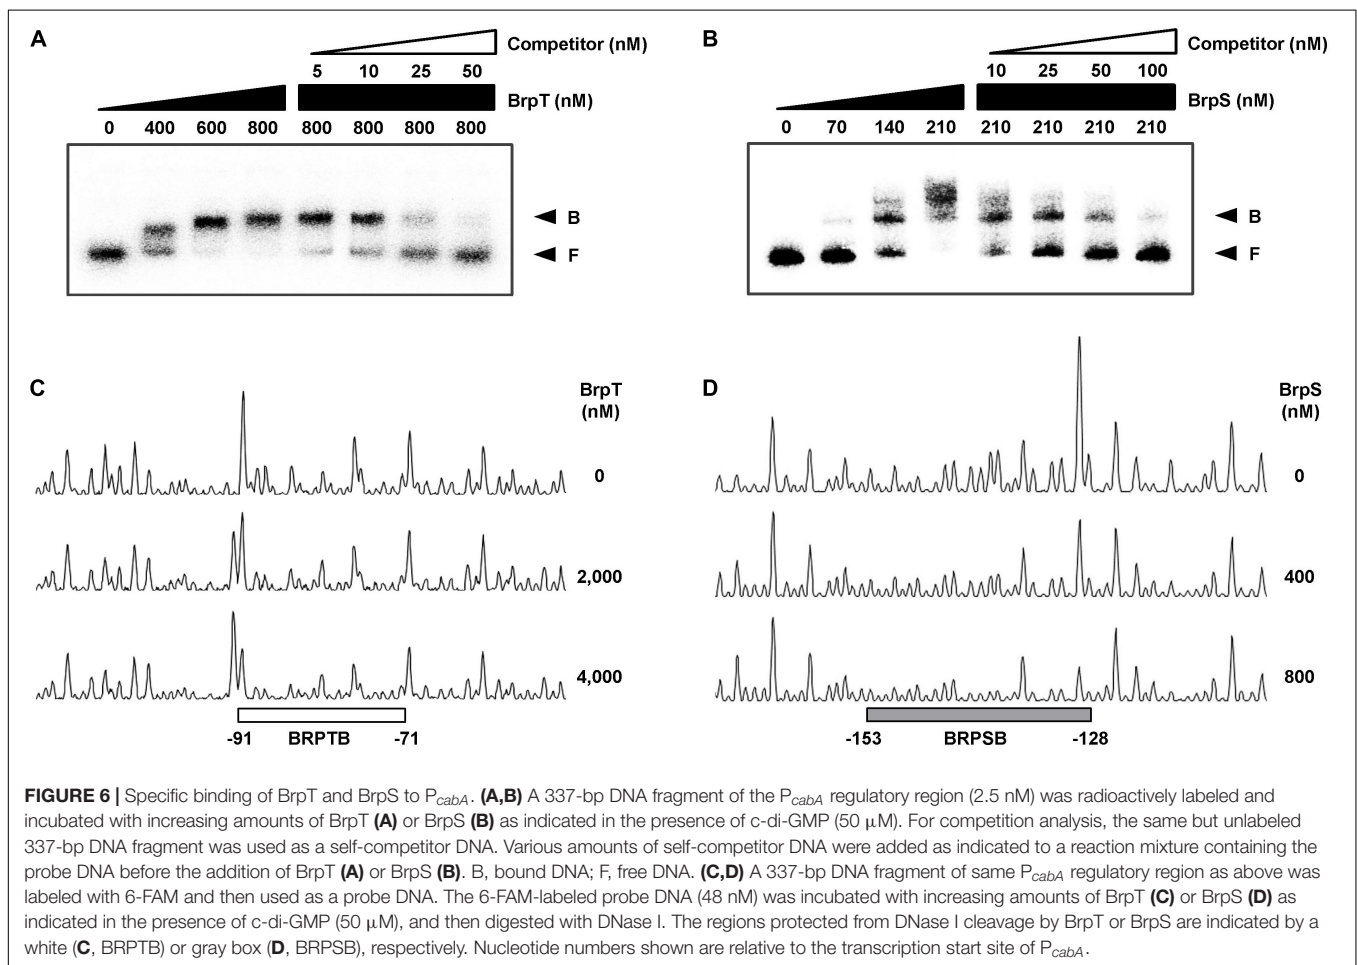 A
Competitor (nM)
5 10 25 50
BrpT (nM)
0 400 600 800 800 800 800 800
B
F
B
Competitor (nM)
10 25 50 100
BrpS (nM)
0 70 140 210 210 210 210 210
B
F
C
BrpT
(nM)
0
2,000
4,000
-91 BRPTB -71
D
BrpS
(nM)
0
400
800
-153 BRPSB -128
FIGURE 6 | Specific binding of BrpT and BrpS to PcabA. (A,B) A 337-bp DNA fragment of the PcabA regulatory region (2.5 nM) was radioactively labeled and
incubated with increasing amounts of BrpT (A) or BrpS (B) as indicated in the presence of c-di-GMP (50 μM). For competition analysis, the same but unlabeled
337-bp DNA fragment was used as a self-competitor DNA. Various amounts of self-competitor DNA were added as indicated to a reaction mixture containing the
probe DNA before the addition of BrpT (A) or BrpS (B). B, bound DNA; F, free DNA. (C,D) A 337-bp DNA fragment of same PcabA regulatory region as above was
labeled with 6-FAM and then used as a probe DNA. The 6-FAM-labeled probe DNA (48 nM) was incubated with increasing amounts of BrpT (C) or BrpS (D) as
indicated in the presence of c-di-GMP (50 μM), and then digested with DNase I. The regions protected from DNase I cleavage by BrpT or BrpS are indicated by a
white (C, BRPTB) or gray box (D, BRPSB), respectively. Nucleotide numbers shown are relative to the transcription start site of PcabA.